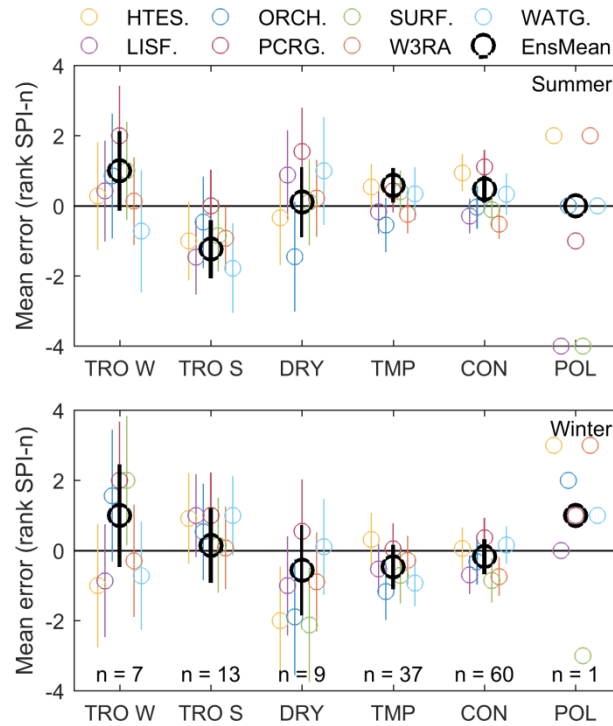 HTES. ORCH. SURF. WATG.
LISF. PCRG. W3RA EnsMean
Summer
Mean error (rank SPI-n)
4
2
0
-2
-4
TRO W TRO S DRY TMP CON POL
Winter
Mean error (rank SPI-n)
4
2
0
-2
-4
n = 7 n = 13 n = 9 n = 37 n = 60 n = 1
TRO W TRO S DRY TMP CON POL